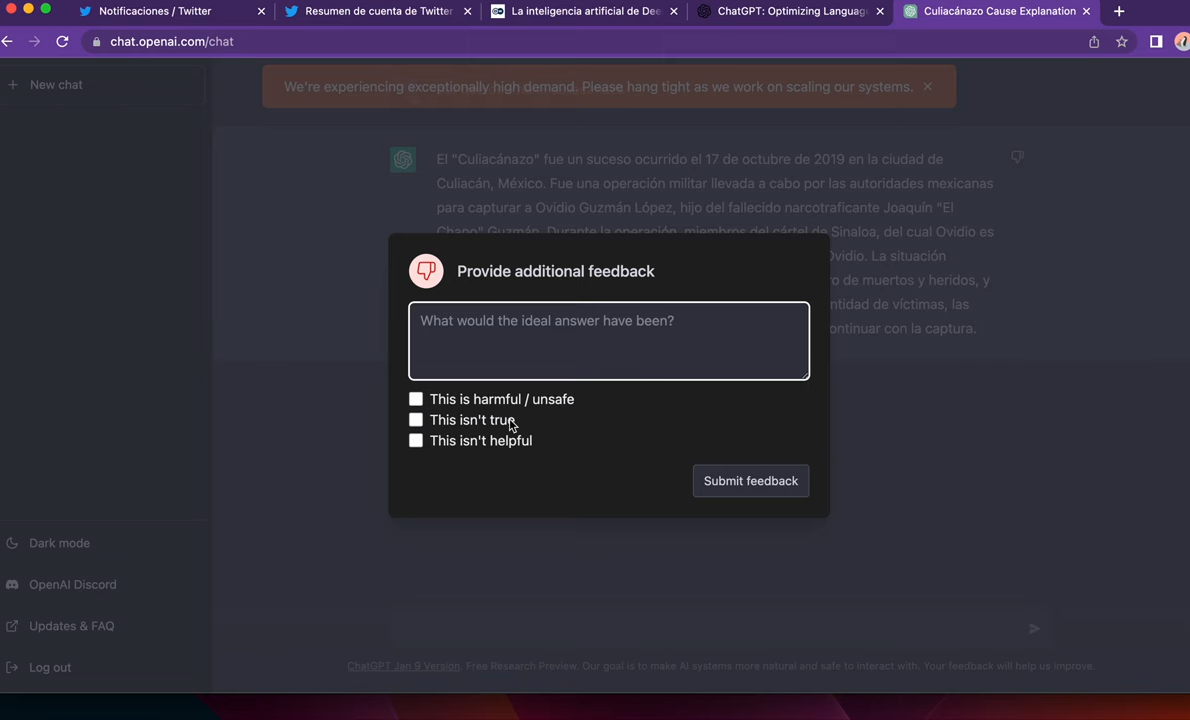 Notificaciones / Twitter
Resumen de cuenta de Twitter
La inteligencia artificial de Dee
ChatGPT: Optimizing Language
Culiacánazo Cause Explanation
chat.openai.com/chat
New chat
We're experiencing exceptionally high demand. Please hang tight as we work on scaling our systems.
El "Culiacánazo" fue un suceso ocurrido el 17 de octubre de 2019 en la ciudad de
Culiacán, México. Fue una operación militar llevada a cabo por las autoridades mexicanas
para capturar a Ovidio Guzmán López, hijo del fallecido narcotraficante Joaquín "El
Chapo" Guzmán. Durante la operación, miembros del cártel de Sinaloa, del cual Ovidio es
Ovidio. La situación
ro de muertos y heridos, y
ntidad de víctimas, las
ontinuar con la captura.
Provide additional feedback
What would the ideal answer have been?
This is harmful / unsafe
This isn't true
This isn't helpful
Submit feedback
Dark mode
OpenAI Discord
Updates & FAQ
Log out
ChatGPT Jan 9 Version. Free Research Preview. Our goal is to make AI systems more natural and safe to interact with. Your feedback will help us improve.